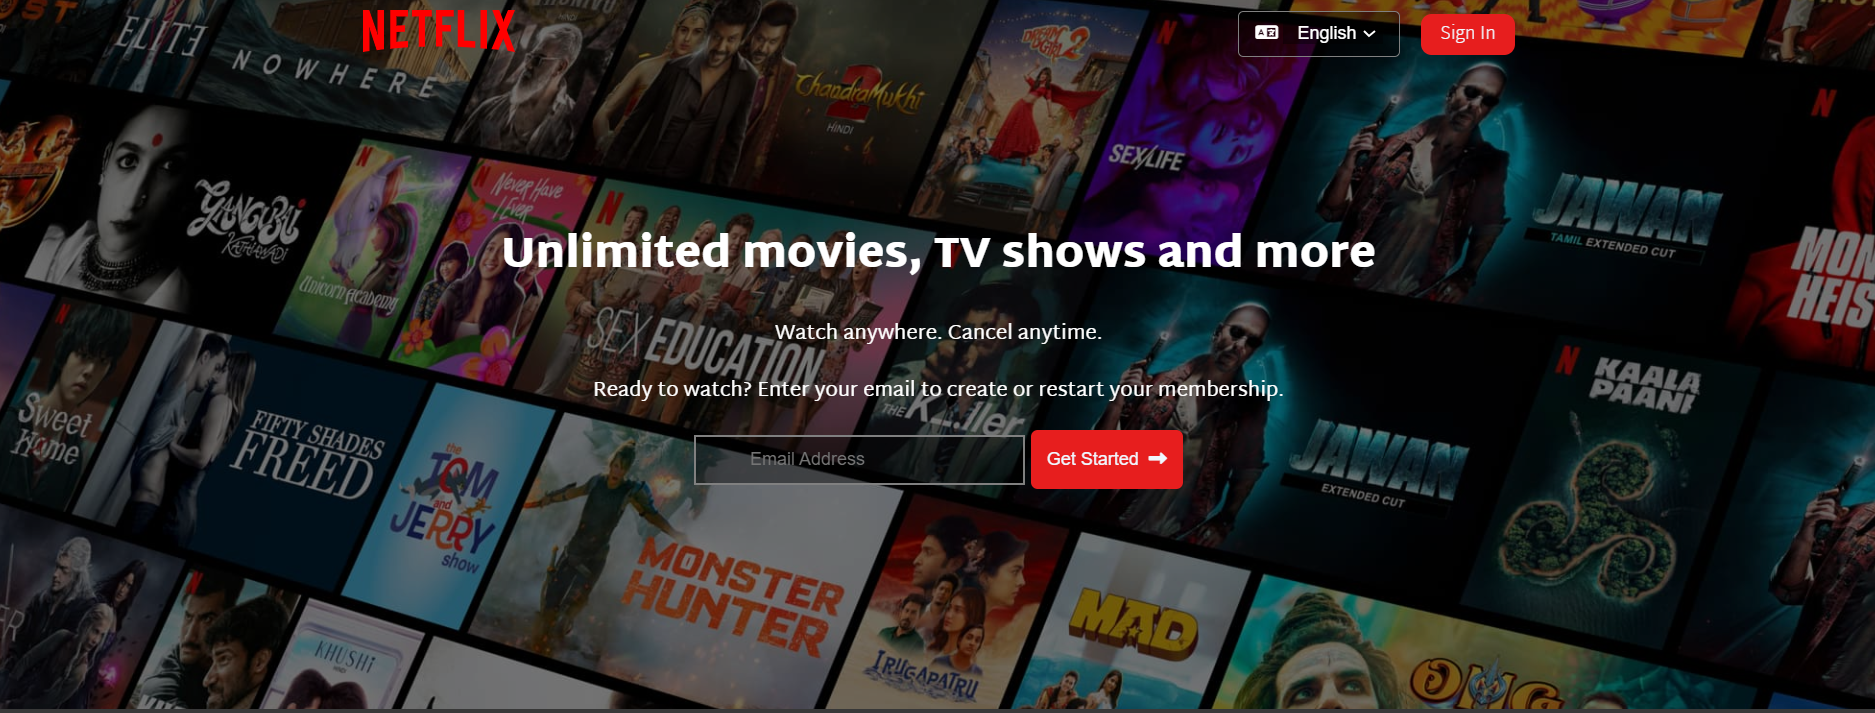 NETFLIX
English
Sign In
ELITE
NOWHERE
HINDI
ChandraMukhi
2
HINDI
DREAM
GIRL 2
N
SEX/LIFE
N
JAWAN
TAMIL EXTENDED CUT
GANGUBAI
KATHIAWADI
N
Unicorn Academy
N
Never Have
I Ever
N
SEX EDUCATION
MONEY
HEIST
Unlimited movies, TV shows and more
Watch anywhere. Cancel anytime.
Ready to watch? Enter your email to create or restart your membership.
Email Address
Get Started
N
Sweet
Home
FIFTY SHADES
FREED
the
TOM
and
JERRY
show
THE
JAWAN
EXTENDED CUT
N
KAALA
PAANI
MONSTER
HUNTER
IRUGAPATRU
MAD
OMG
N
KHUSHI
HINDI